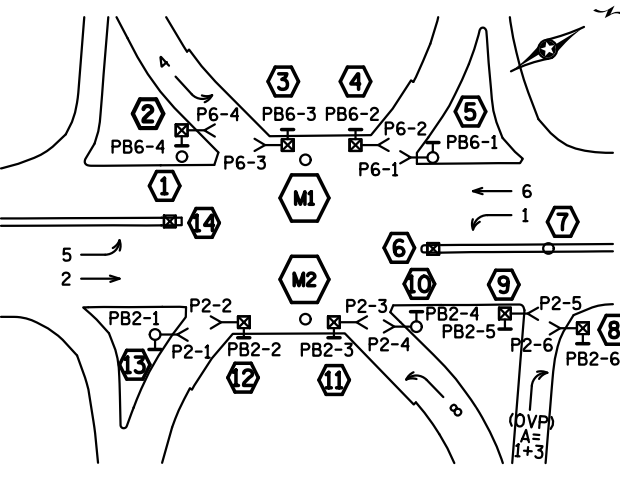 4
3
4
2
P6-4
PB6-3
PB6-2
5
PB6-4
P6-2
PB6-1
P6-3
P6-1
1
M1
6
1
14
7
5
6
2
M2
10
9
PB2-1
P2-2
P2-3
PB2-4
P2-5
PB2-5
8
P2-1
PB2-2
PB2-3
P2-4
P2-6
PB2-6
13
12
11
8
(OVP)
A=
1+3